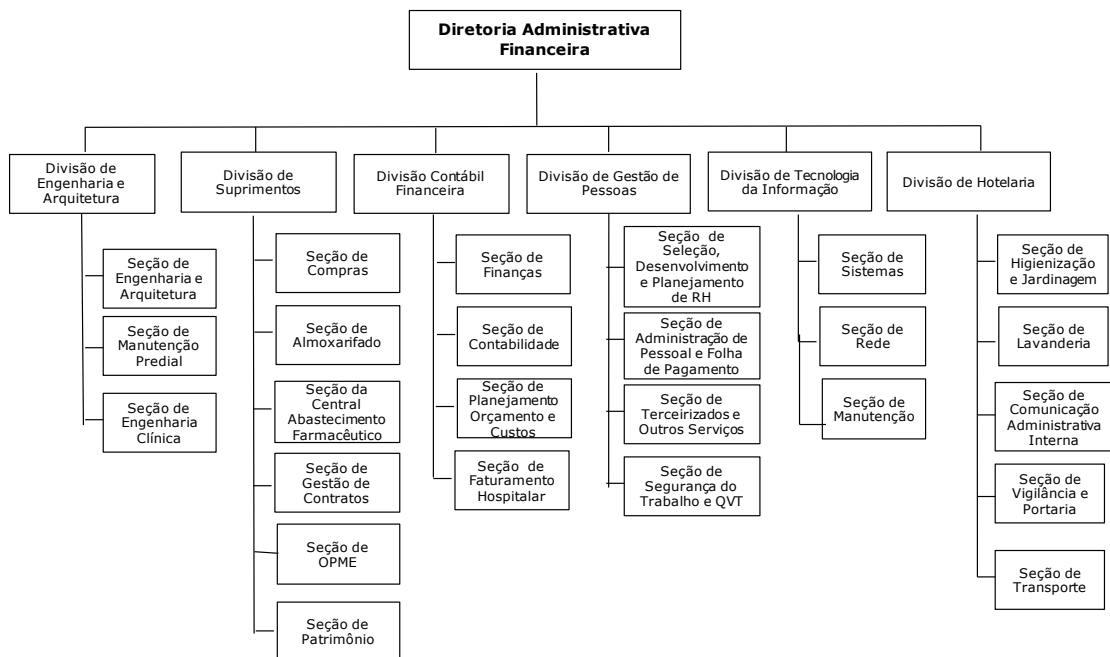 Diretoria Administrativa
Financeira
Divisão de
Engenharia e
Arquitetura
Divisão de
Suprimentos
Divisão Contábil
Financeira
Divisão de Gestão de
Pessoas
Divisão de Tecnologia
da Informação
Divisão de Hotelaria
Seção de
Engenharia e
Arquitetura
Seção de
Manutenção
Predial
Seção de
Engenharia
Clínica
Seção de
Compras
Seção de
Almoxarifado
Seção da
Central
Abastecimento
Farmacêutico
Seção de
Gestão de
Contratos
Seção de
OPME
Seção de
Patrimônio
Seção de
Finanças
Seção de
Contabilidade
Seção de
Planejamento
Orçamento e
Custos
Seção de
Faturamento
Hospitalar
Seção de
Seleção,
Desenvolvimento
e Planejamento
de RH
Seção de
Administração de
Pessoal e Folha
de Pagamento
Seção de
Terceirizados e
Outros Serviços
Seção de
Segurança do
Trabalho e QVT
Seção de
Sistemas
Seção de
Rede
Seção de
Manutenção
Seção de
Higienização
e Jardinagem
Seção de
Lavanderia
Seção de
Comunicação
Administrativa
Interna
Seção de
Vigilância e
Portaria
Seção de
Transporte